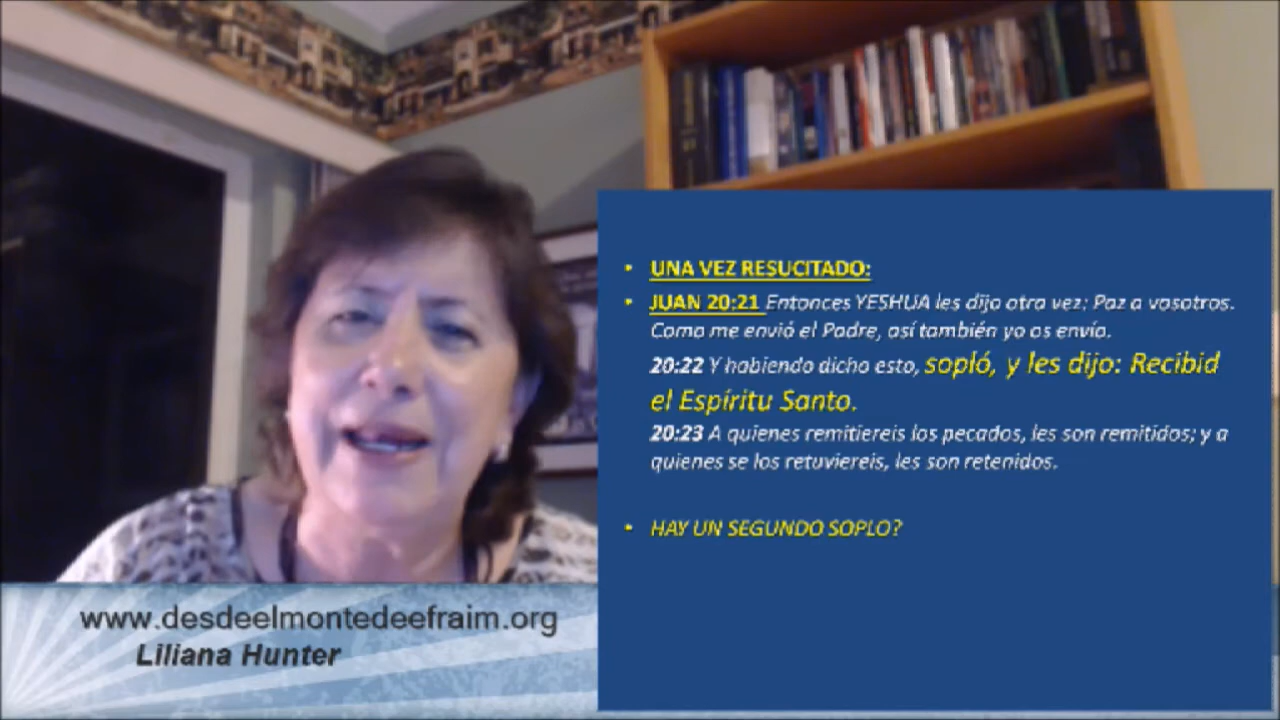 • UNA VEZ RESUCITADO:
• JUAN 20:21 Entonces YESHUA les dijo otra vez: Paz a vosotros.
Como me envió el Padre, así también yo os envío.
20:22 Y habiendo dicho esto, sopló, y les dijo: Recibid
el Espíritu Santo.
20:23 A quienes remitiereis los pecados, les son remitidos; y a
quienes se los retuviereis, les son retenidos.
• HAY UN SEGUNDO SOPLO?
www.desdeelmontedeefraim.org
Liliana Hunter